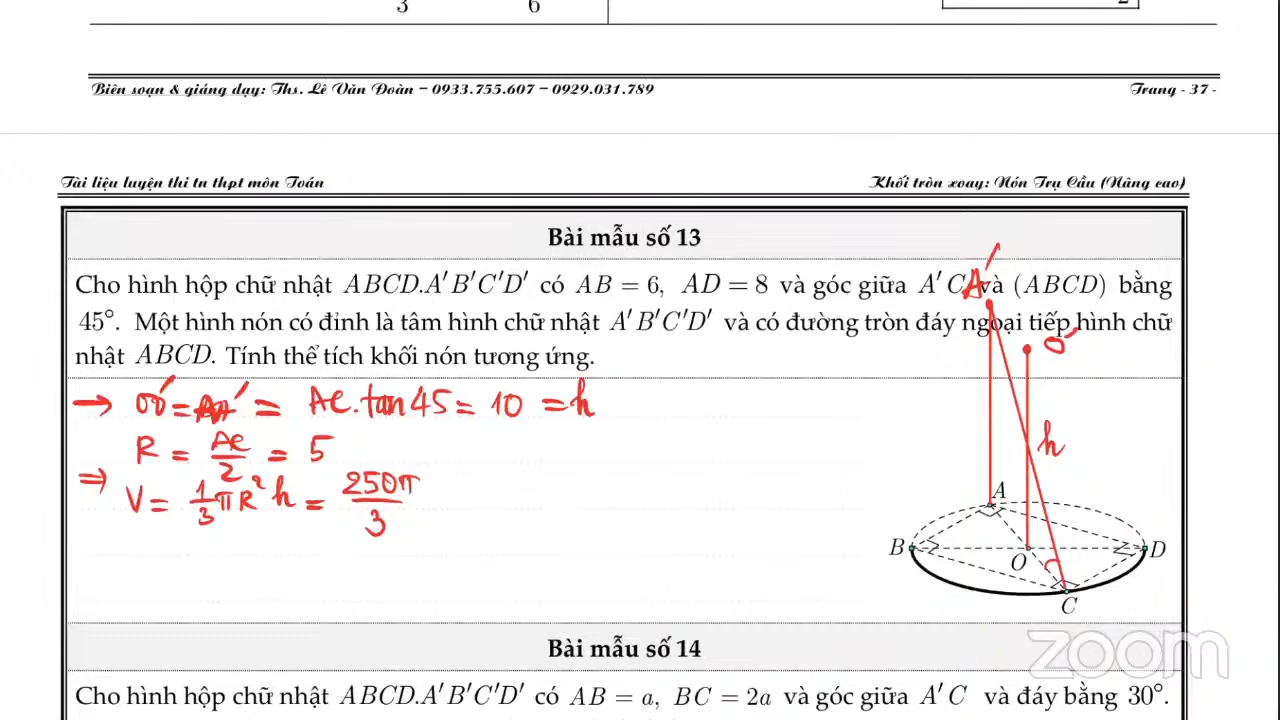 3 6 2
Biên soạn & giảng dạy: Ths. Lê Văn Đoàn – 0933.755.607 – 0929.031.789 Trang - 37 -
Tài liệu luyện thi tn thpt môn Toán Khối tròn xoay: Nón Trụ Cầu (Nâng cao)
Bài mẫu số 13
Cho hình hộp chữ nhật ABCD.A′B′C′D′ có AB = 6, AD = 8 và góc giữa A′C và (ABCD) bằng
45°. Một hình nón có đỉnh là tâm hình chữ nhật A′B′C′D′ và có đường tròn đáy ngoại tiếp hình chữ
nhật ABCD. Tính thể tích khối nón tương ứng.
→ OO′ = AA′ = AC.tan45 = 10 = h
R = AC/2 = 5
⇒ V = 1/3 πR² h = 250π/3
A′
O′
h
A
B
O
D
C
zoom
Bài mẫu số 14
Cho hình hộp chữ nhật ABCD.A′B′C′D′ có AB = a, BC = 2a và góc giữa A′C và đáy bằng 30°.